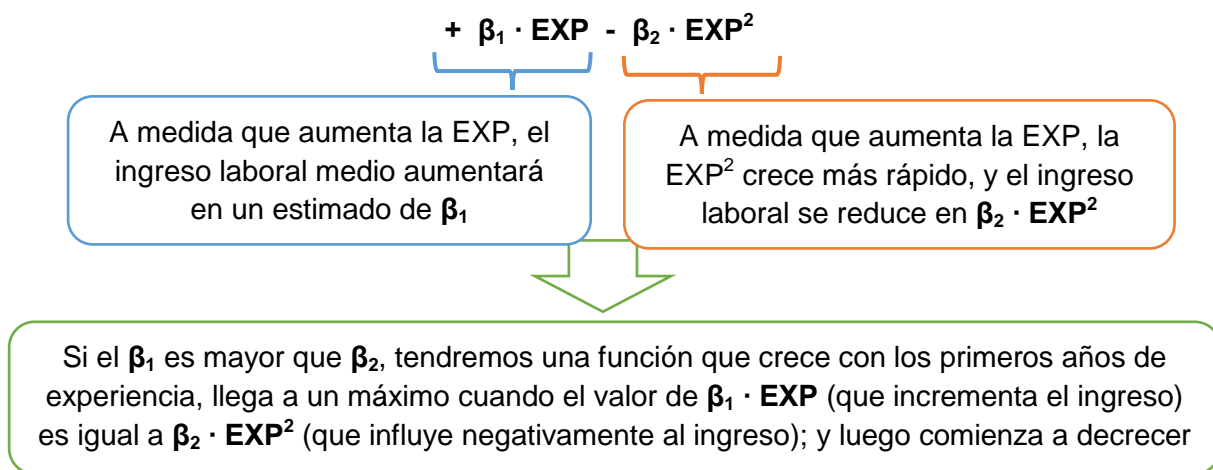 + β₁ · EXP - β₂ · EXP²
A medida que aumenta la EXP, el
ingreso laboral medio aumentará
en un estimado de β₁
A medida que aumenta la EXP, la
EXP² crece más rápido, y el ingreso
laboral se reduce en β₂ · EXP²
Si el β₁ es mayor que β₂, tendremos una función que crece con los primeros años de
experiencia, llega a un máximo cuando el valor de β₁ · EXP (que incrementa el ingreso)
es igual a β₂ · EXP² (que influye negativamente al ingreso); y luego comienza a decrecer